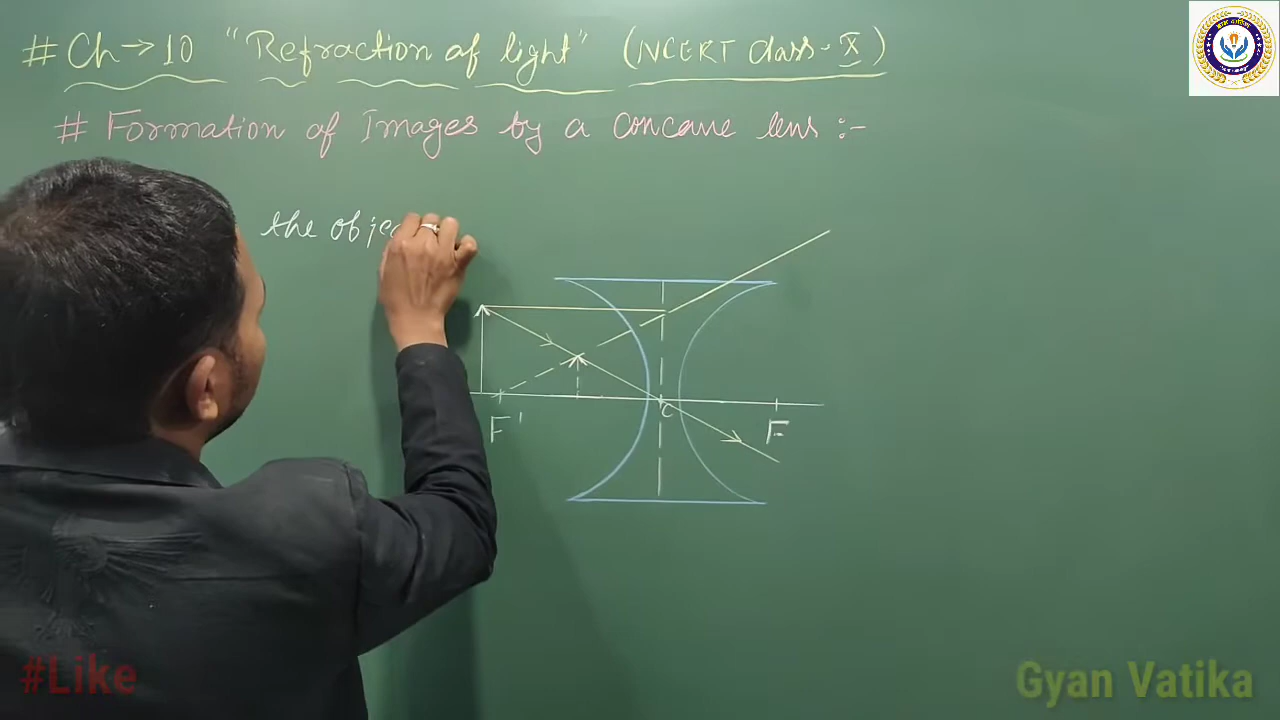 # Ch → 10 "Refraction of light" (NCERT Class - X)
# Formation of Images by a concave lens :-
the objec
F'
C
F
#Like
Gyan Vatika